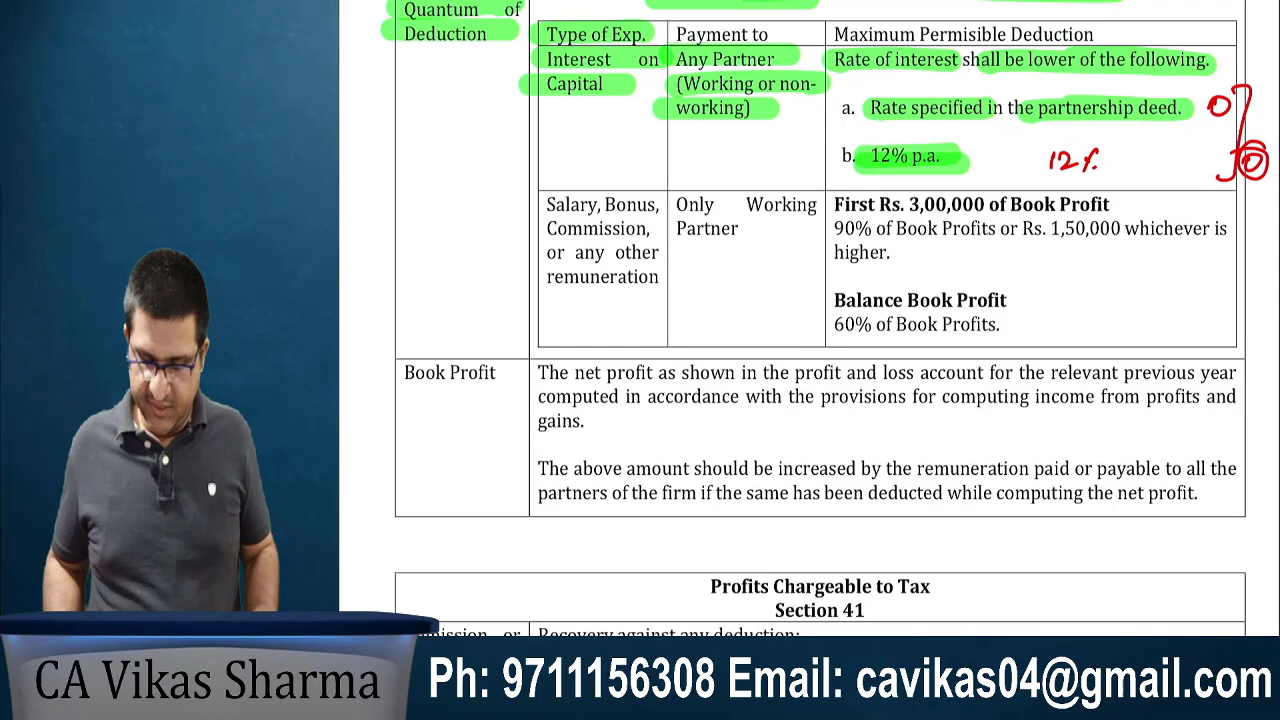 Quantum of
Deduction
Type of Exp. Payment to Maximum Permisible Deduction
Interest on Capital Any Partner (Working or non-working) Rate of interest shall be lower of the following.
a. Rate specified in the partnership deed. 0
b. 12% p.a. 12% 0
Salary, Bonus,
Commission,
or any other
remuneration
Only Working
Partner
First Rs. 3,00,000 of Book Profit
90% of Book Profits or Rs. 1,50,000 whichever is
higher.
Balance Book Profit
60% of Book Profits.
Book Profit
The net profit as shown in the profit and loss account for the relevant previous year
computed in accordance with the provisions for computing income from profits and
gains.
The above amount should be increased by the remuneration paid or payable to all the
partners of the firm if the same has been deducted while computing the net profit.
Profits Chargeable to Tax
Section 41
Recovery against any deduction:
CA Vikas Sharma
Ph: 9711156308 Email: cavikas04@gmail.com